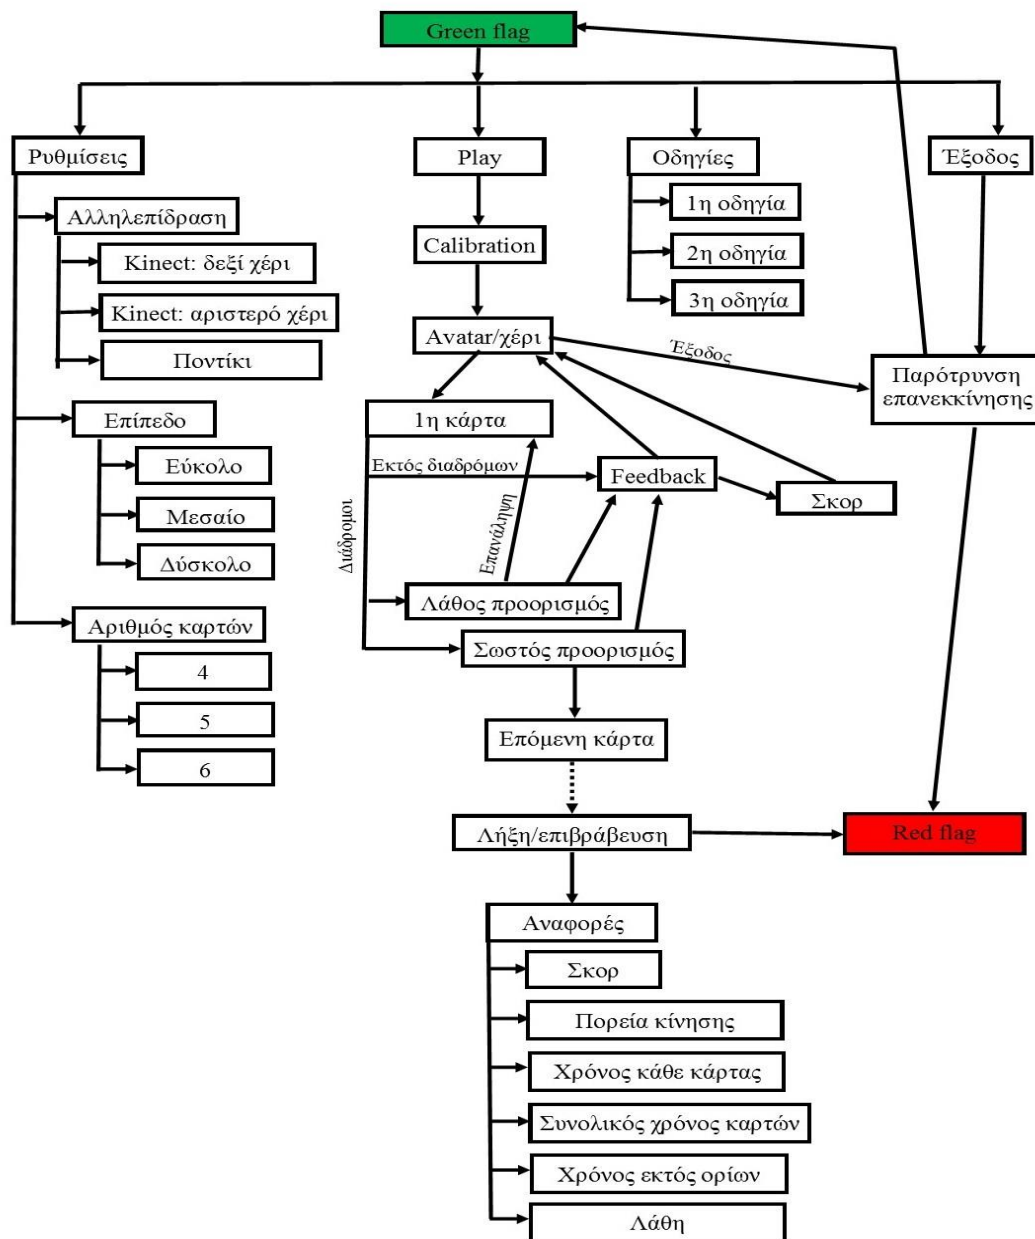 Green flag
Ρυθμίσεις
Play
Οδηγίες
Έξοδος
Αλληλεπίδραση
Kinect: δεξί χέρι
Kinect: αριστερό χέρι
Ποντίκι
Επίπεδο
Εύκολο
Μεσαίο
Δύσκολο
Αριθμός καρτών
4
5
6
Calibration
Avatar/χέρι
Έξοδος
1η κάρτα
Εκτός διαδρόμων
Διάδρομοι
Επανάληψη
Feedback
Σκορ
Λάθος προορισμός
Σωστός προορισμός
Επόμενη κάρτα
Λήξη/επιβράβευση
Αναφορές
Σκορ
Πορεία κίνησης
Χρόνος κάθε κάρτας
Συνολικός χρόνος καρτών
Χρόνος εκτός ορίων
Λάθη
1η οδηγία
2η οδηγία
3η οδηγία
Παρότρυνση
επανεκκίνησης
Red flag